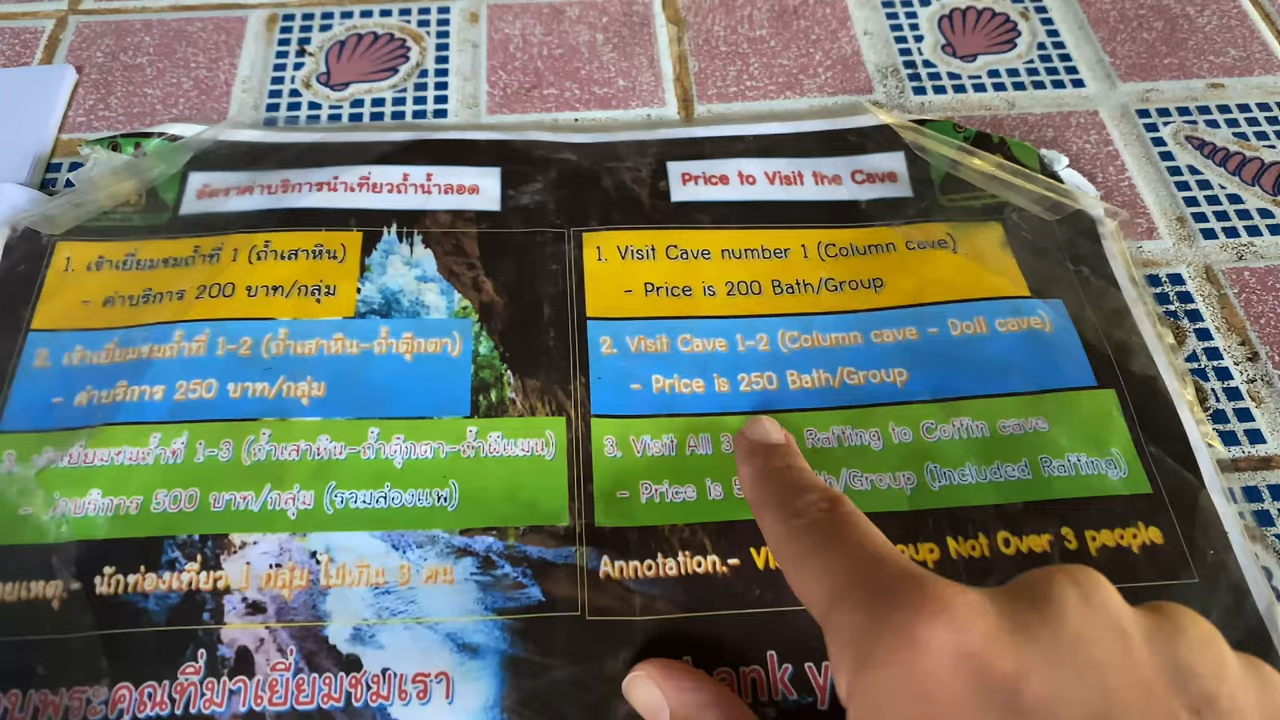 อัตราค่าบริการนำเที่ยวถ้ำน้ำลอด
1. เข้าเยี่ยมชมถ้ำที่ 1 (ถ้ำเสาหิน)
- ค่าบริการ 200 บาท/กลุ่ม
2. เข้าเยี่ยมชมถ้ำที่ 1-2 (ถ้ำเสาหิน-ถ้ำตุ๊กตา)
- ค่าบริการ 250 บาท/กลุ่ม
เยี่ยมชมถ้ำที่ 1-3 (ถ้ำเสาหิน-ถ้ำตุ๊กตา-ถ้ำผีแมน)
- ค่าบริการ 500 บาท/กลุ่ม (รวมล่องแพ)
นักท่องเที่ยว 1 กลุ่ม ไม่เกิน 3 คน
ที่มาเยี่ยมชมเรา
Price to Visit the Cave
1. Visit Cave number 1 (Column cave)
- Price is 200 Bath/Group
2. Visit Cave 1-2 (Column cave - Doll cave)
- Price is 250 Bath/Group
3. Visit All 3 Rafting to Coffin cave
- Price is /Group (Included Rafting)
Annotation.- Not Over 3 people